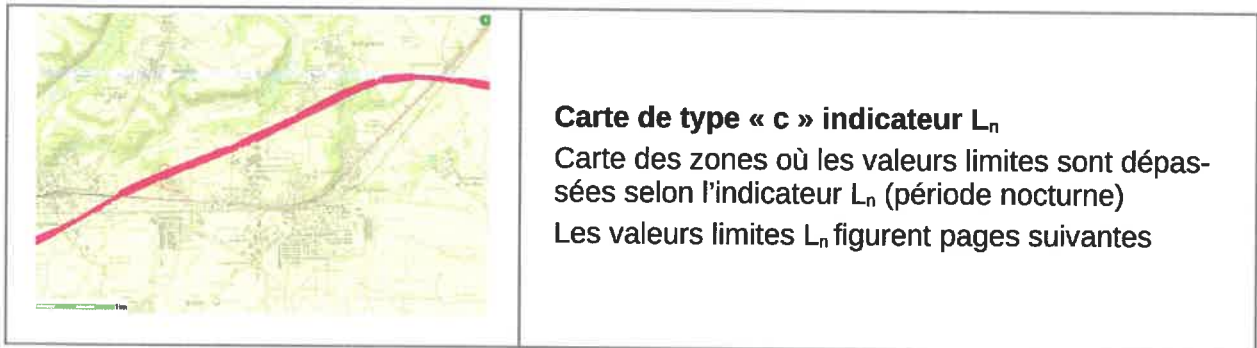 Carte de type « c » indicateur Ln
Carte des zones où les valeurs limites sont dépas-
sées selon l'indicateur Ln (période nocturne)
Les valeurs limites Ln figurent pages suivantes